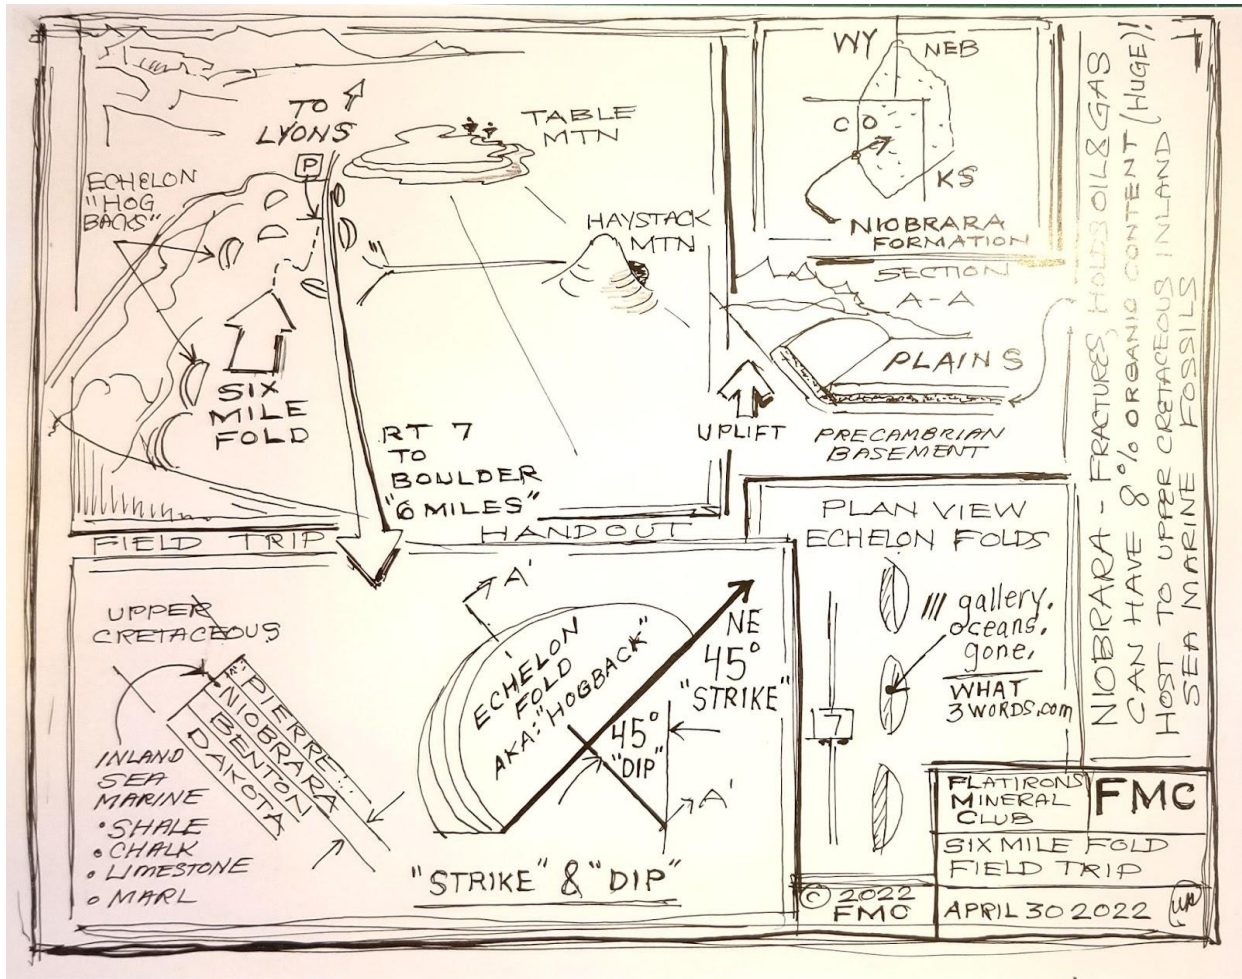 TO
LYONS
P
TABLE
MTN
ECHELON
"HOG
BACKS"
HAYSTACK
MTN
SIX
MILE
FOLD
RT 7
TO
BOULDER
"6 MILES"
WY
NEB
CO
KS
NIOBRARA
FORMATION
SECTION
A-A
PLAINS
UPLIFT
PRECAMBRIAN
BASEMENT
NIOBRARA - FRACTURES, HOLDS OIL & GAS
CAN HAVE 8% ORGANIC CONTENT (HUGE)!
HOST TO UPPER CRETACEOUS INLAND
SEA MARINE FOSSILS
FIELD TRIP
HANDOUT
UPPER
CRETACEOUS
PIERRE
NIOBRARA
BENTON
DAKOTA
INLAND
SEA
MARINE
• SHALE
• CHALK
• LIMESTONE
• MARL
A'
ECHELON
FOLD
AKA: "HOGBACK"
NE
45°
"STRIKE"
45°
"DIP"
A'
"STRIKE" & "DIP"
PLAN VIEW
ECHELON FOLDS
/// gallery.
oceans.
gone.
WHAT
3WORDS.com
7
© 2022
FMC
FLATIRONS
MINERAL
CLUB
FMC
SIX MILE FOLD
FIELD TRIP
APRIL 30 2022